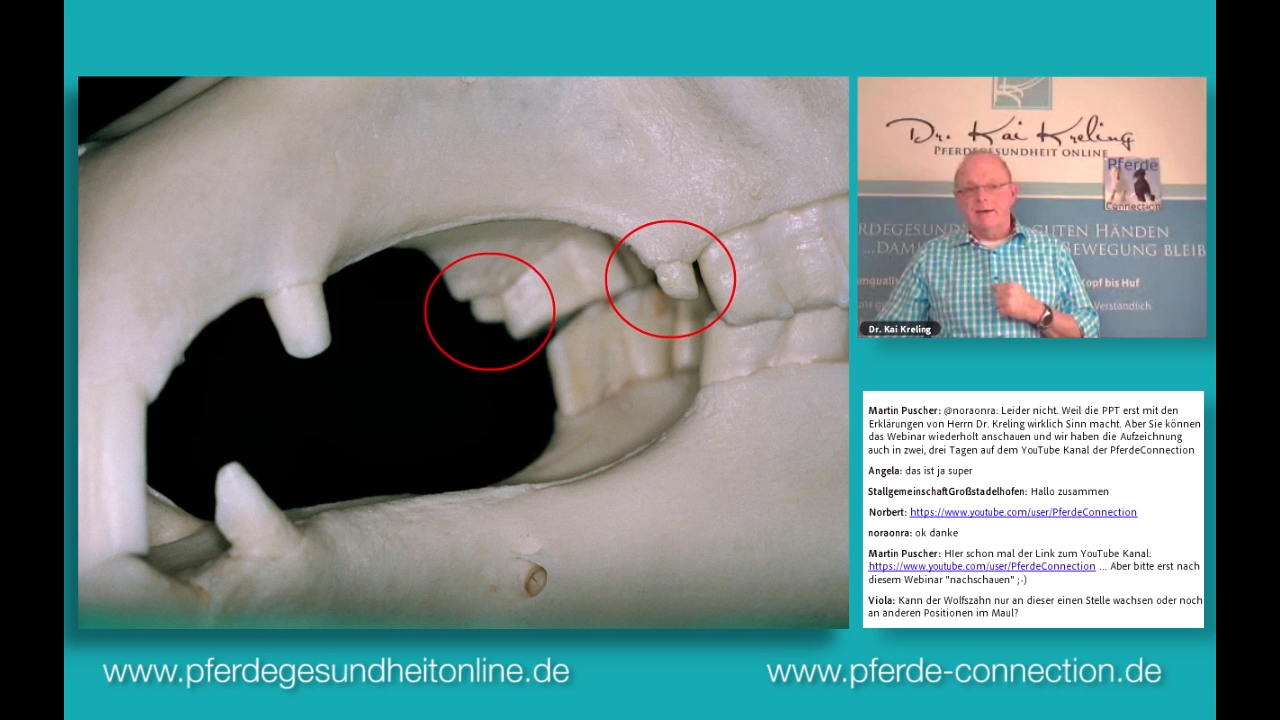 Dr. Kai Kreling
PFERDEGESUNDHEIT ONLINE
Pferde
Connection
GUTEN HÄNDEN
BEWEGUNG BLEIB
Kopf bis Huf
Verständlich
Dr. Kai Kreling
Martin Puscher: @noraonra: Leider nicht. Weil die PPT erst mit den
Erklärungen von Herrn Dr. Kreling wirklich Sinn macht. Aber Sie können
das Webinar wiederholt anschauen und wir haben die Aufzeichnung
auch in zwei, drei Tagen auf dem YouTube Kanal der PferdeConnection
Angela: das ist ja super
StallgemeinschaftGroßstadelhofen: Hallo zusammen
Norbert: https://www.youtube.com/user/PferdeConnection
noraonra: ok danke
Martin Puscher: HIer schon mal der Link zum YouTube Kanal:
https://www.youtube.com/user/PferdeConnection ... Aber bitte erst nach
diesem Webinar "nachschauen" ;-)
Viola: Kann der Wolfszahn nur an dieser einen Stelle wachsen oder noch
an anderen Positionen im Maul?
www.pferdegesundheitonline.de
www.pferde-connection.de